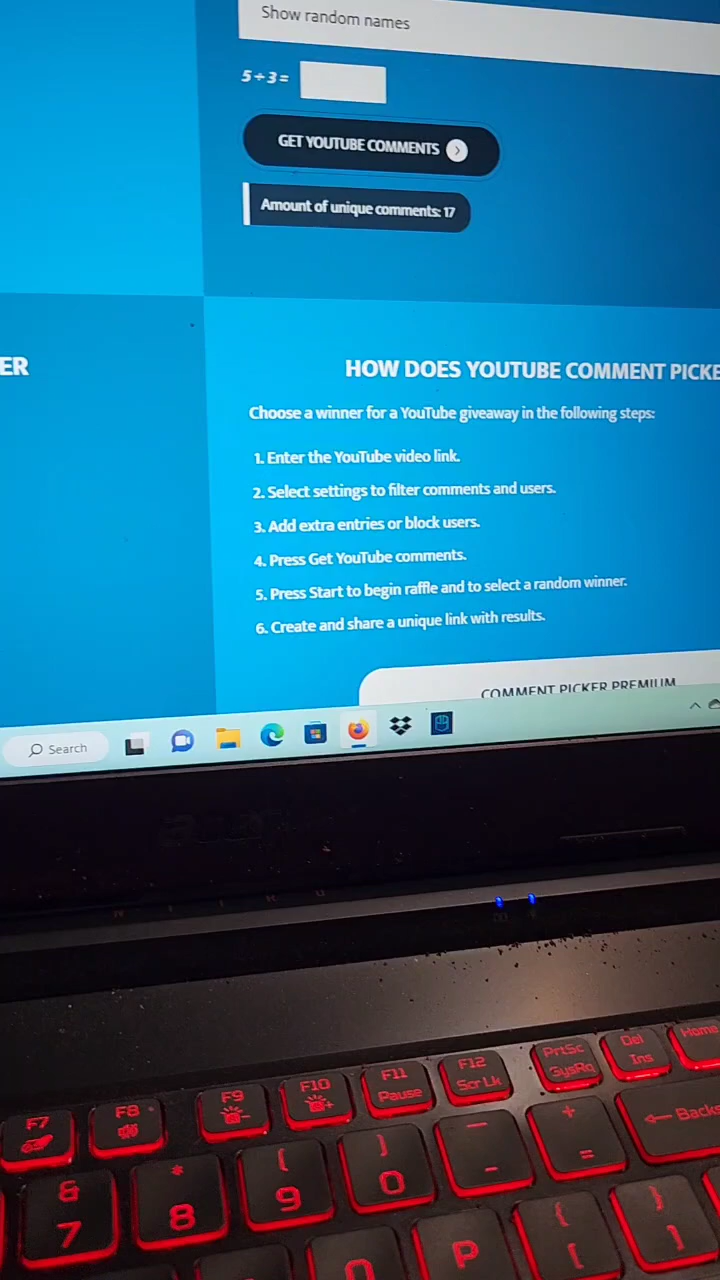 Show random names
5+3=
GET YOUTUBE COMMENTS
Amount of unique comments: 17
ER
HOW DOES YOUTUBE COMMENT PICKE
Choose a winner for a YouTube giveaway in the following steps:
1. Enter the YouTube video link.
2. Select settings to filter comments and users.
3. Add extra entries or block users.
4. Press Get YouTube comments.
5. Press Start to begin raffle and to select a random winner.
6. Create and share a unique link with results.
COMMENT PICKER PREMIUM
Search
N I T R O
F7 F8 F9 F10 F11 Pause F12 Scr Lk PrtSc SysRq Del Ins Home
& 7 * 8 ( 9 ) 0 — - + = ← Backs
P { [ } ]